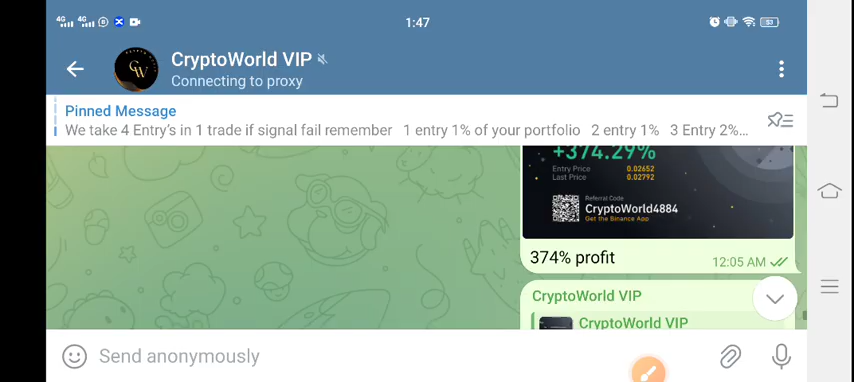 4G 4G 1:47 53
CryptoWorld VIP
Connecting to proxy
Pinned Message
We take 4 Entry's in 1 trade if signal fail remember 1 entry 1% of your portfolio 2 entry 1% 3 Entry 2%...
+374.29%
Entry Price 0.02652
Last Price 0.02792
Referral Code
CryptoWorld4884
Get the Binance App
374% profit 12:05 AM
CryptoWorld VIP
CryptoWorld VIP
Send anonymously